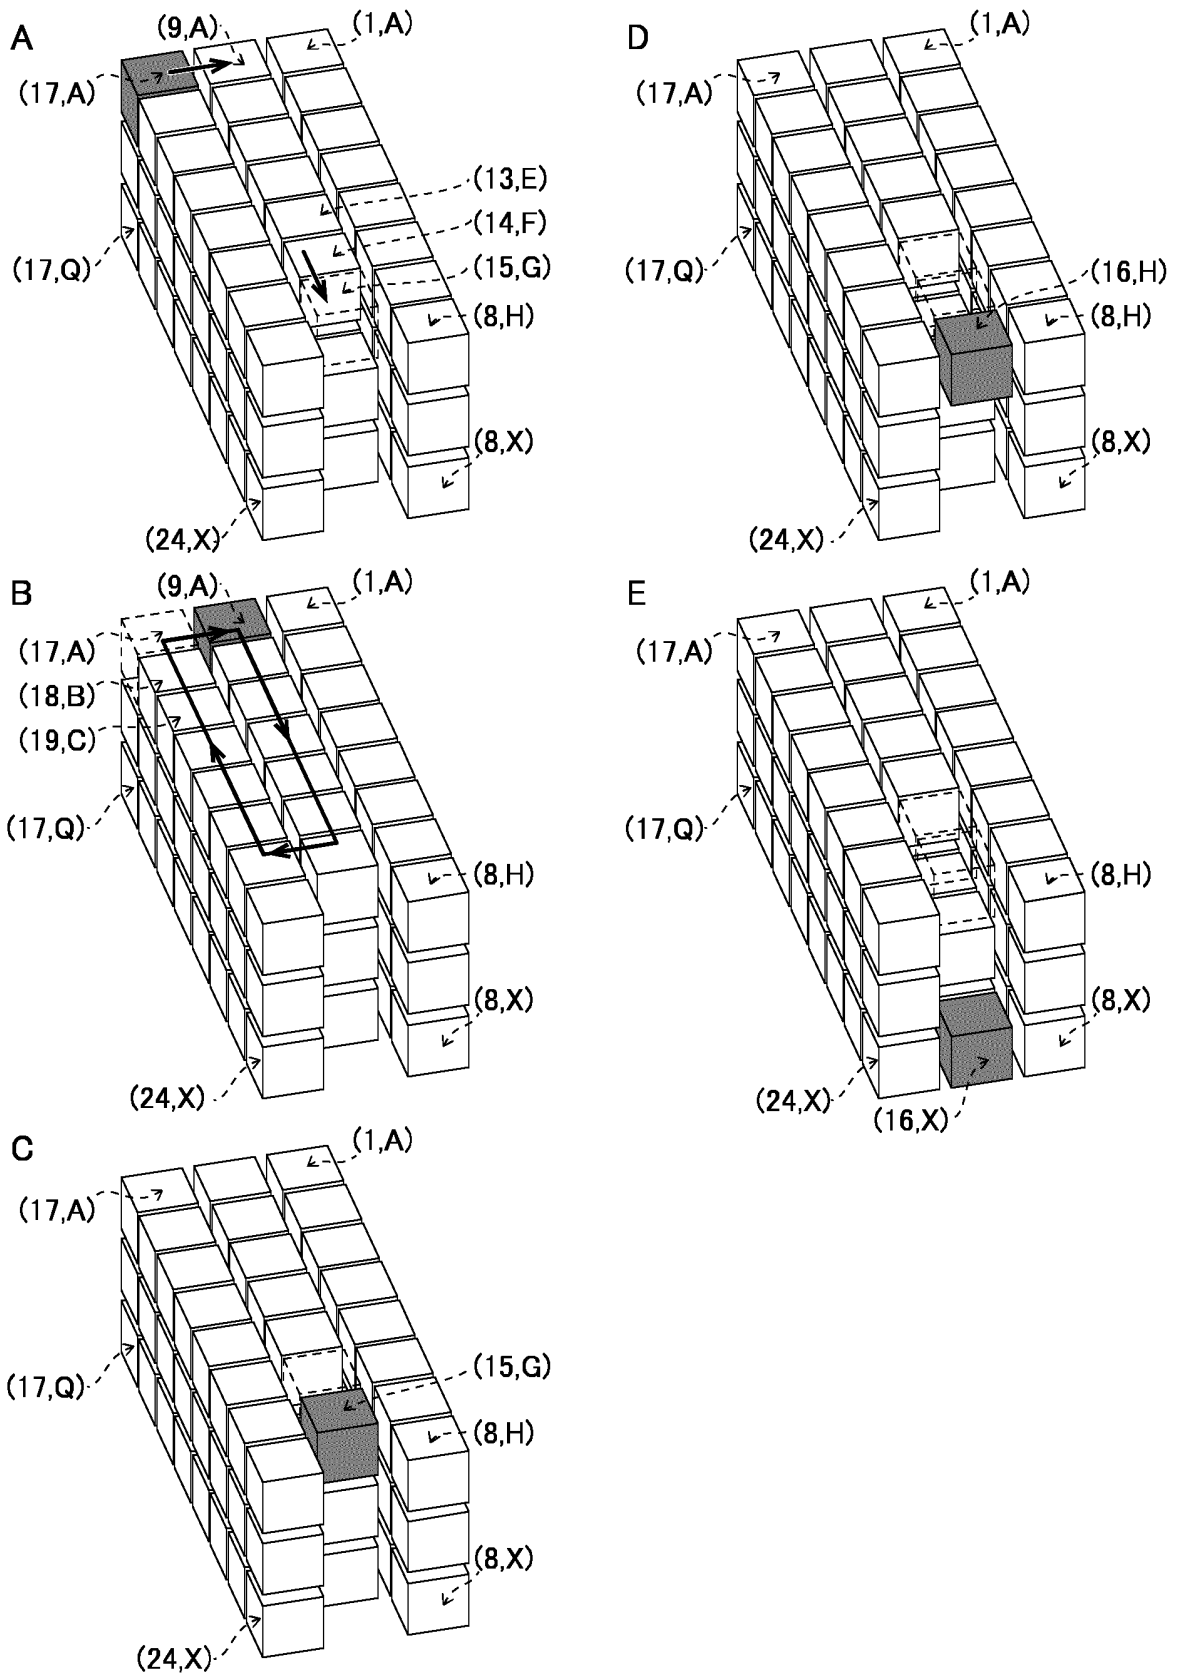 A
(9,A)
(1,A)
(17,A)
(13,E)
(14,F)
(15,G)
(17,Q)
(8,H)
(8,X)
(24,X)
B
(9,A)
(1,A)
(17,A)
(18,B)
(19,C)
(17,Q)
(8,H)
(8,X)
(24,X)
C
(1,A)
(17,A)
(15,G)
(17,Q)
(8,H)
(8,X)
(24,X)
D
(1,A)
(17,A)
(17,Q)
(16,H)
(8,H)
(8,X)
(24,X)
E
(1,A)
(17,A)
(17,Q)
(8,H)
(8,X)
(24,X)
(16,X)